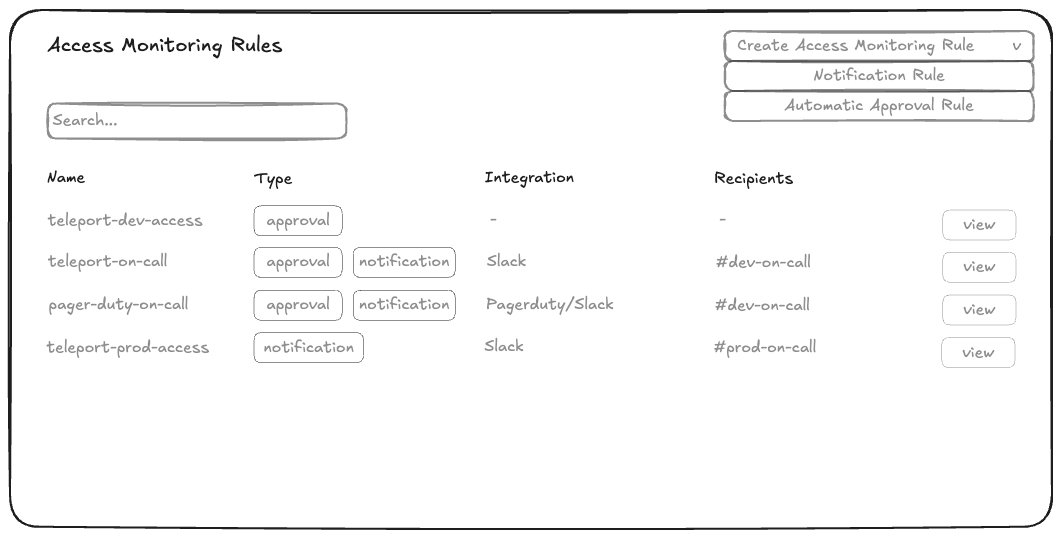 Access Monitoring Rules
Create Access Monitoring Rule v
Notification Rule
Automatic Approval Rule
Search...
Name Type Integration Recipients
teleport-dev-access approval - - view
teleport-on-call approval notification Slack #dev-on-call view
pager-duty-on-call approval notification Pagerduty/Slack #dev-on-call view
teleport-prod-access notification Slack #prod-on-call view